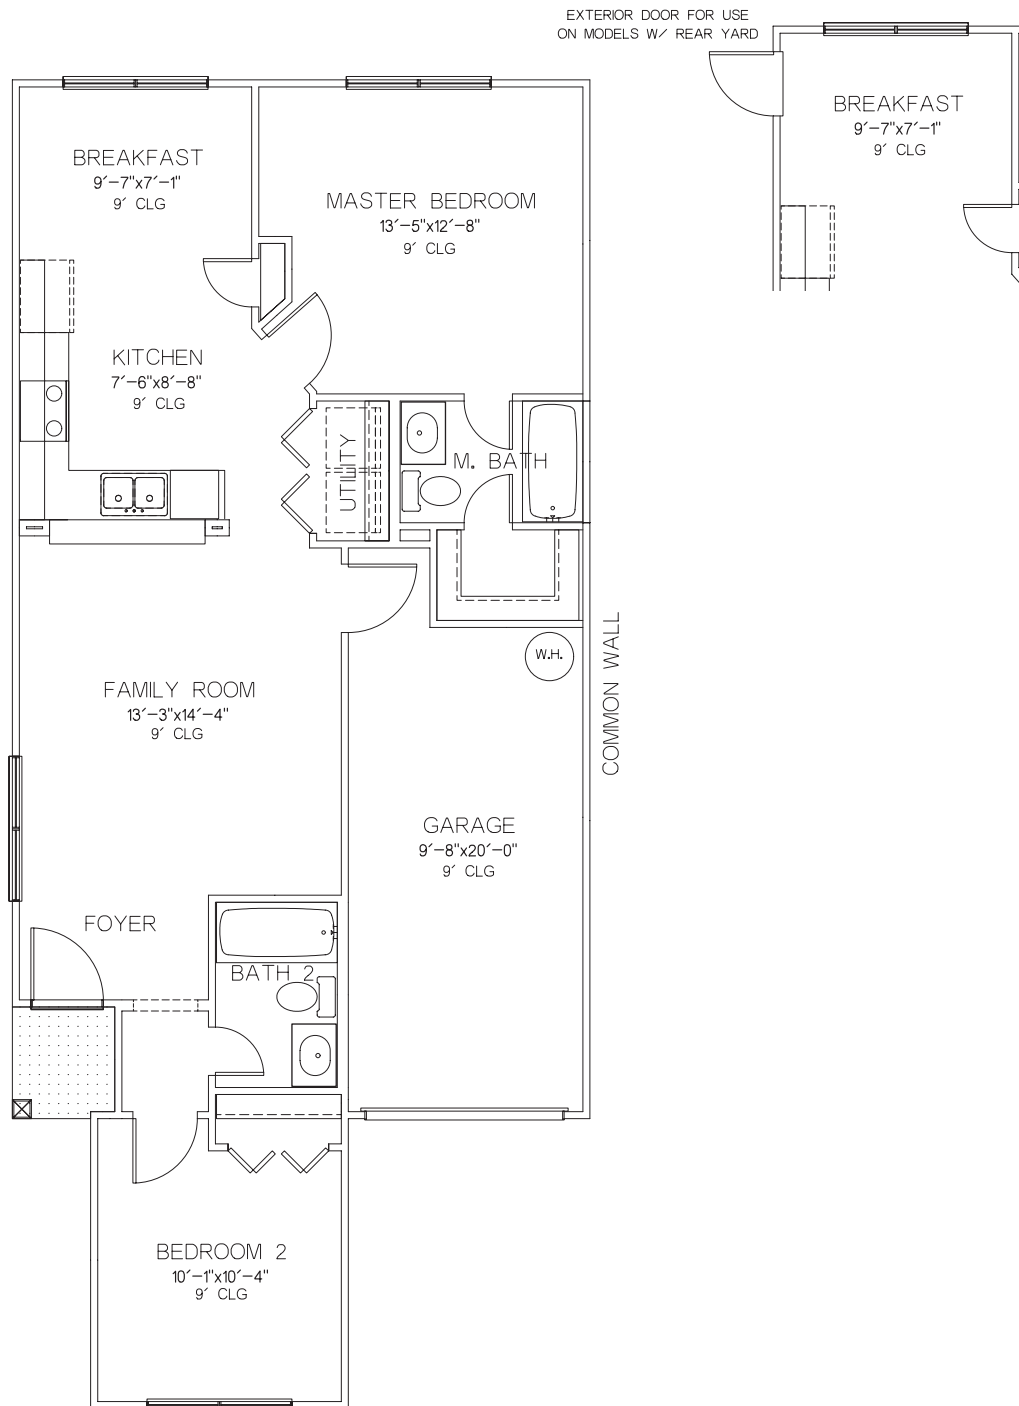 EXTERIOR DOOR FOR USE
ON MODELS W/ REAR YARD
BREAKFAST
9'-7"x7'-1"
9' CLG
BREAKFAST
9'-7"x7'-1"
9' CLG
MASTER BEDROOM
13'-5"x12'-8"
9' CLG
KITCHEN
7'-6"x8'-8"
9' CLG
UTILITY
M. BATH
W.H.
COMMON WALL
FAMILY ROOM
13'-3"x14'-4"
9' CLG
GARAGE
9'-8"x20'-0"
9' CLG
FOYER
BATH 2
BEDROOM 2
10'-1"x10'-4"
9' CLG